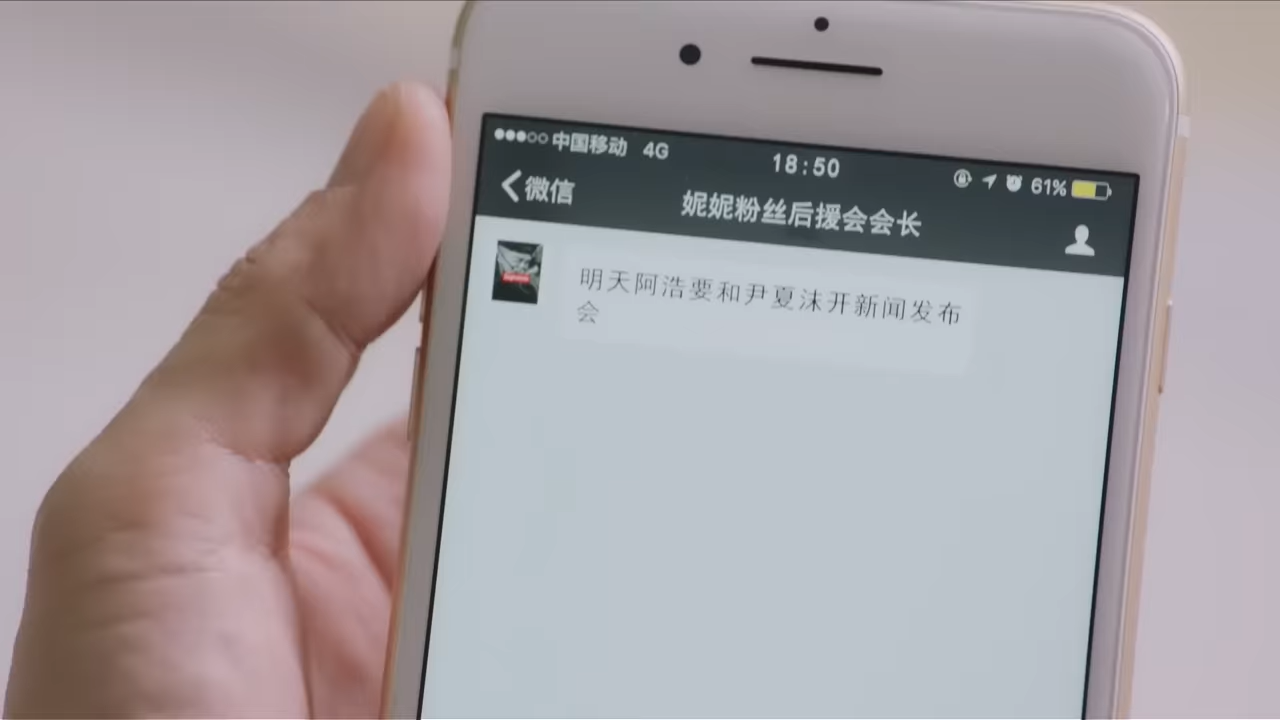 中国移动 4G 18:50 61%
微信 妮妮粉丝后援会会长
明天阿浩要和尹夏沫开新闻发布
会